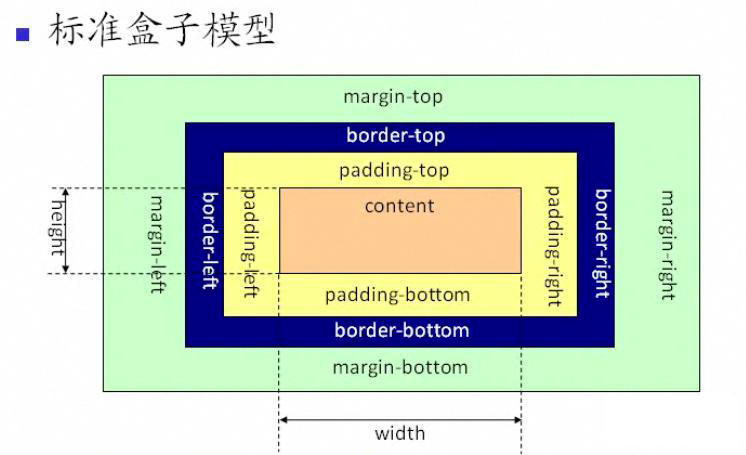 标准盒子模型
margin-top
border-top
padding-top
content
height
margin-left
border-left
padding-left
padding-right
border-right
margin-right
padding-bottom
border-bottom
margin-bottom
width